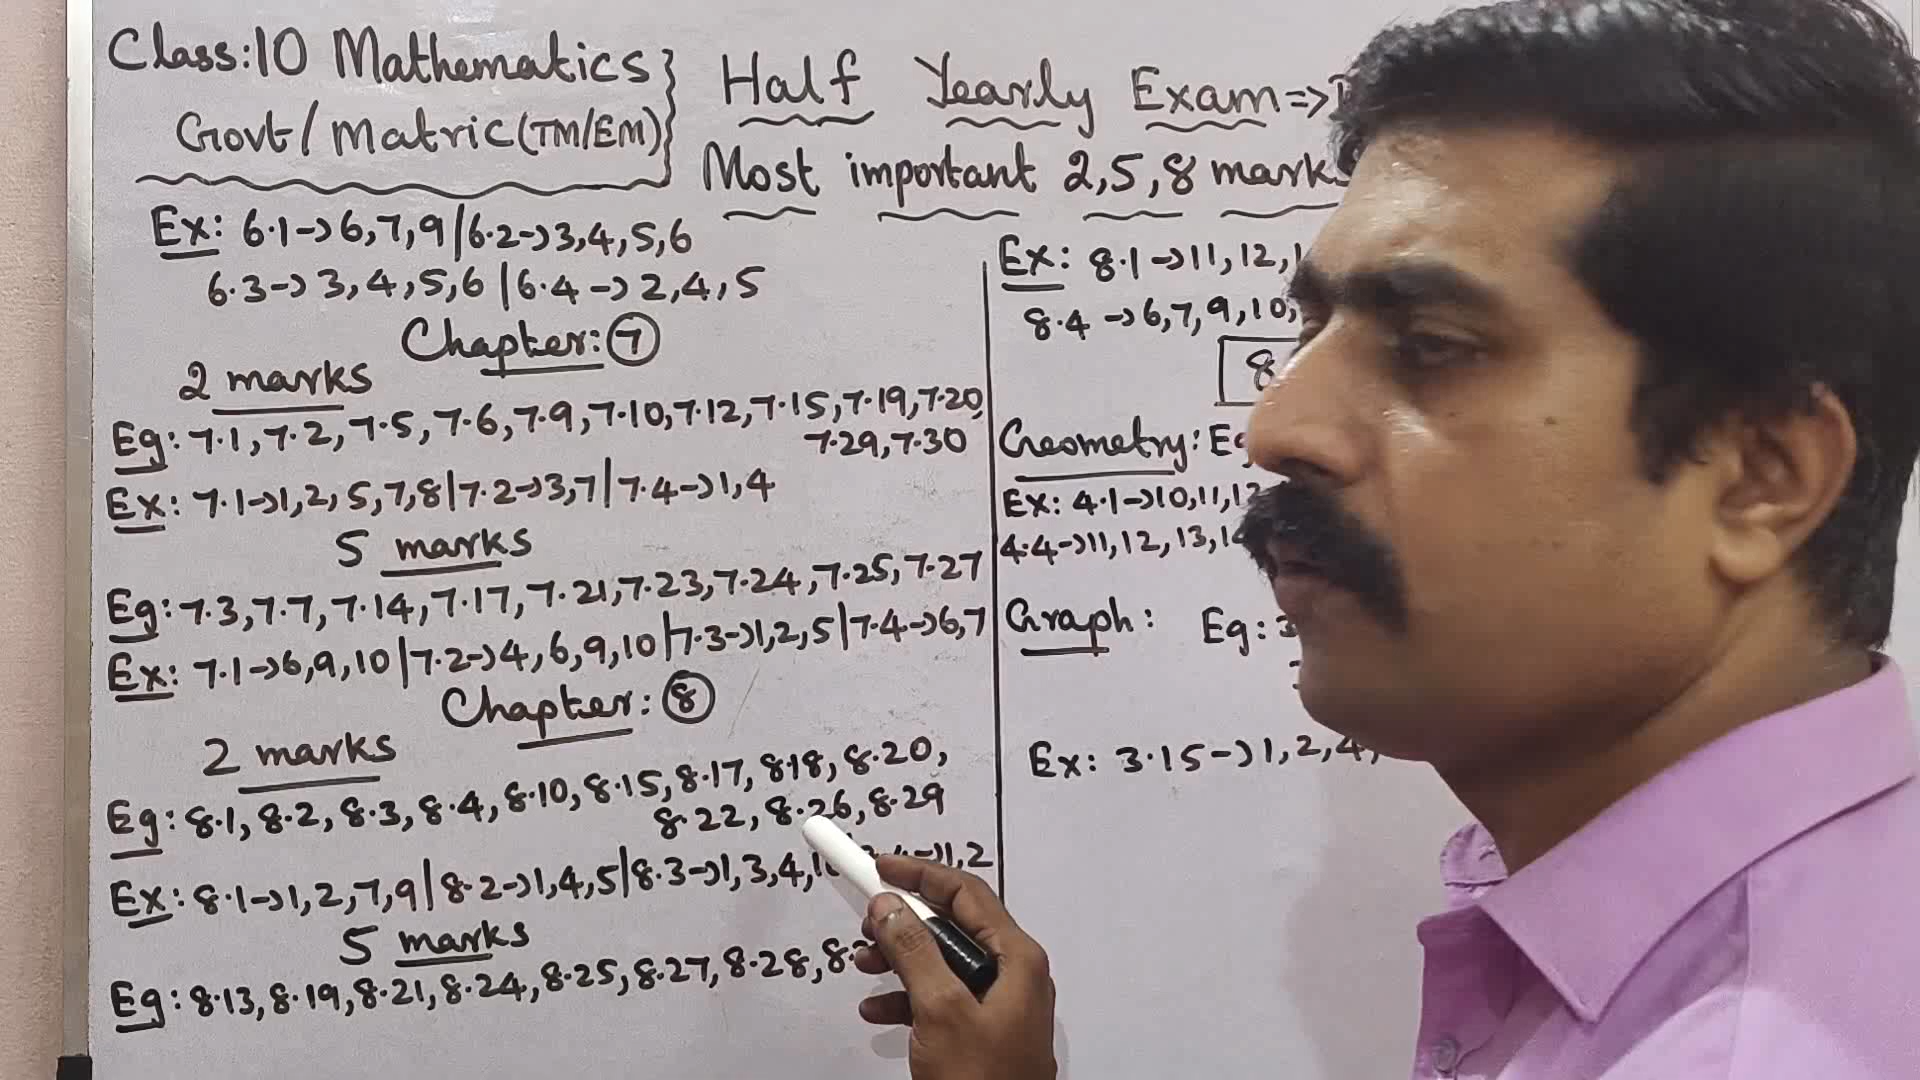 Class:10 Mathematics
Govt/Matric(TM/EM)
Half Yearly Exam=>
Most important 2,5,8 marks
Ex: 6.1->6,7,9|6.2->3,4,5,6
6.3->3,4,5,6|6.4->2,4,5
Chapter:7
2 marks
Eg:7.1,7.2,7.5,7.6,7.9,7.10,7.12,7.15,7.19,7.20,
7.29,7.30
Ex: 7.1->1,2,5,7,8|7.2->3,7|7.4->1,4
5 marks
Eg:7.3,7.7,7.14,7.17,7.21,7.23,7.24,7.25,7.27
Ex: 7.1->6,9,10|7.2->4,6,9,10|7.3->1,2,5|7.4->6,7
Chapter:8
2 marks
Eg:8.1,8.2,8.3,8.4,8.10,8.15,8.17,8.18,8.20,
8.22,8.26,8.29
Ex: 8.1->1,2,7,9|8.2->1,4,5|8.3->1,3,4, ->1,2
5 marks
Eg:8.13,8.19,8.21,8.24,8.25,8.27,8.28,
Ex: 8.1->11,12,
8.4->6,7,9,10,
8
Geometry: Eg
Ex: 4.1->10,11,12
4.4->11,12,13,14
Graph: Eg:3
Ex: 3.15->1,2,4,